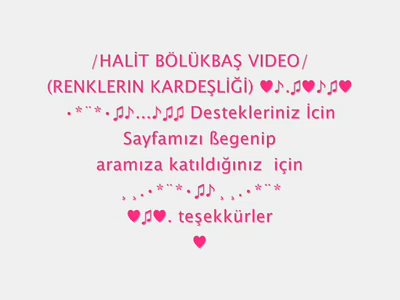 /HALİT BÖLÜKBAŞ VIDEO/
(RENKLERIN KARDEŞLİĞİ) ♥♪.♫♥♪♫♥
•*¨*•♫♪...♪♫♫ Destekleriniz İcin
Sayfamızı ßegenip
aramıza katıldığınız  için
¸¸.•*¨*•♫♪¸¸.•*¨*
♥♫♥. teşekkürler
♥